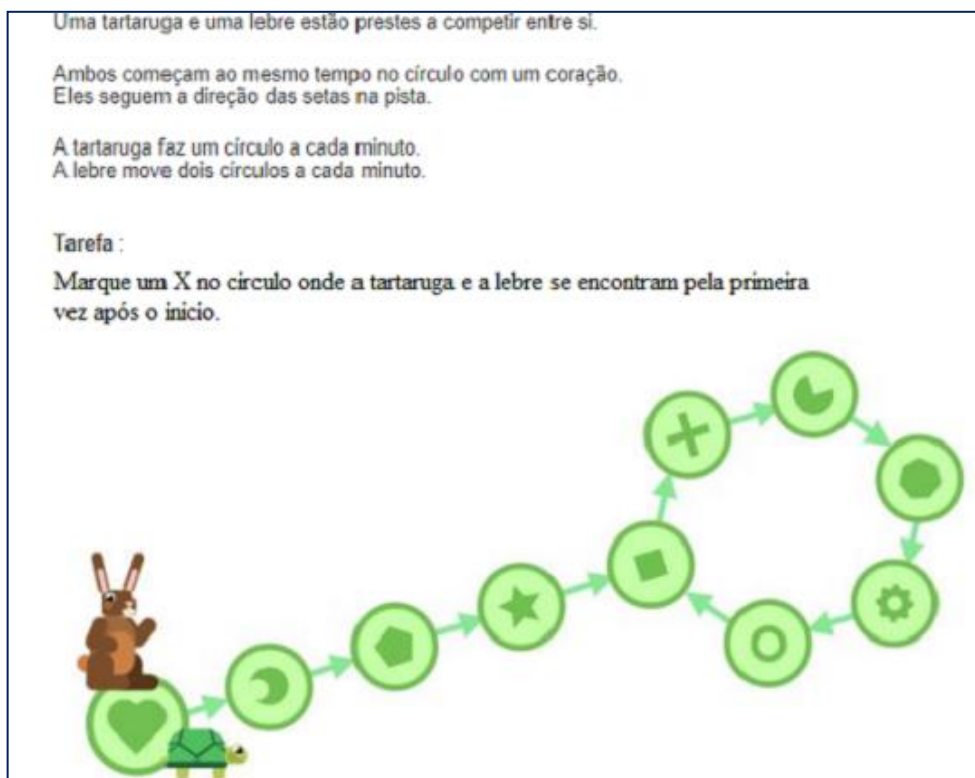 Uma tartaruga e uma lebre estão prestes a competir entre si.
Ambos começam ao mesmo tempo no círculo com um coração.
Eles seguem a direção das setas na pista.
A tartaruga faz um círculo a cada minuto.
A lebre move dois círculos a cada minuto.
Tarefa :
Marque um X no circulo onde a tartaruga e a lebre se encontram pela primeira
vez após o inicio.